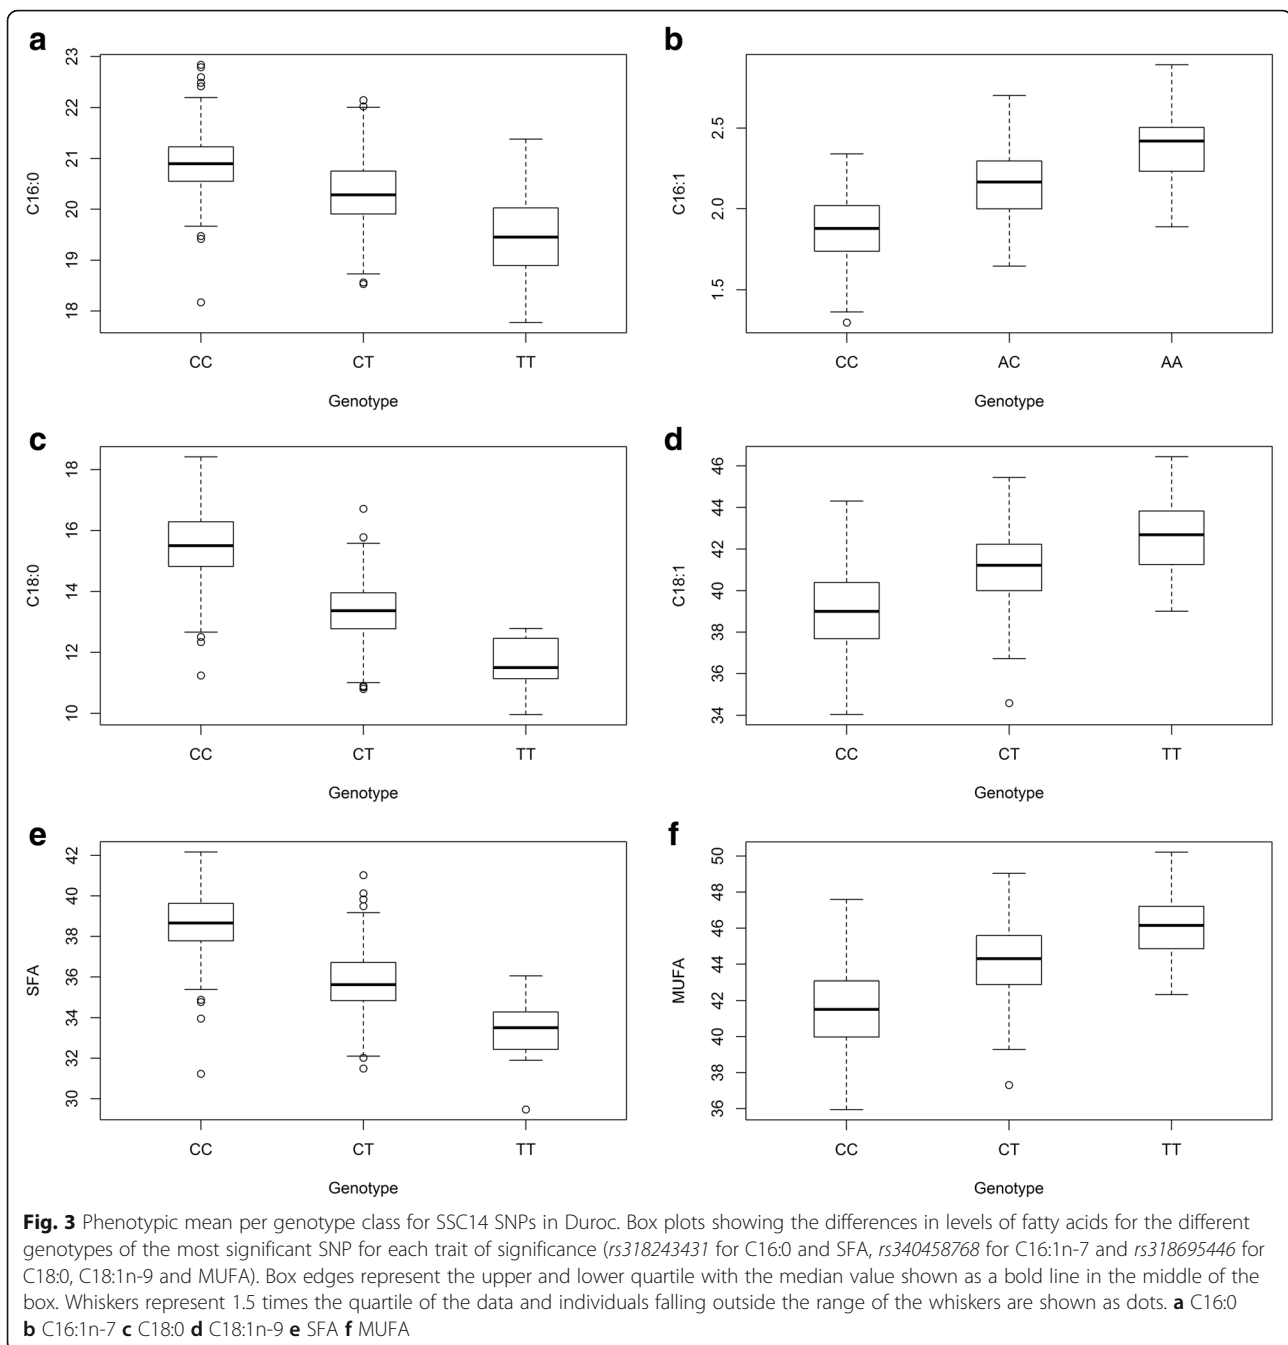 a
23
22
21
20
19
18
C16:0
CC CT TT
Genotype
b
2.5
2.0
1.5
C16:1
CC AC AA
Genotype
c
18
16
14
12
10
C18:0
CC CT TT
Genotype
d
46
44
42
40
38
36
34
C18:1
CC CT TT
Genotype
e
42
40
38
36
34
32
30
SFA
CC CT TT
Genotype
f
50
48
46
44
42
40
38
36
MUFA
CC CT TT
Genotype
Fig. 3 Phenotypic mean per genotype class for SSC14 SNPs in Duroc. Box plots showing the differences in levels of fatty acids for the different
genotypes of the most significant SNP for each trait of significance (rs318243431 for C16:0 and SFA, rs340458768 for C16:1n-7 and rs318695446 for
C18:0, C18:1n-9 and MUFA). Box edges represent the upper and lower quartile with the median value shown as a bold line in the middle of the
box. Whiskers represent 1.5 times the quartile of the data and individuals falling outside the range of the whiskers are shown as dots. a C16:0
b C16:1n-7 c C18:0 d C18:1n-9 e SFA f MUFA